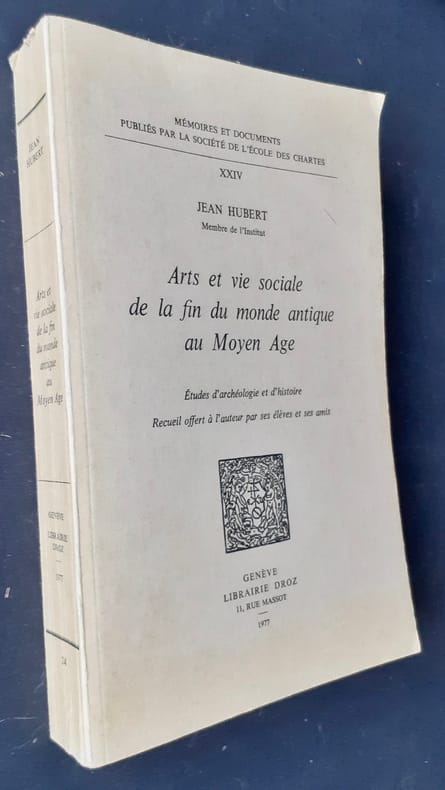 MÉMOIRES ET DOCUMENTS
PUBLIÉS PAR LA SOCIÉTÉ DE L'ÉCOLE DES CHARTES
XXIV
JEAN HUBERT
Membre de l'Institut
Arts et vie sociale
de la fin du monde antique
au Moyen Age
Études d'archéologie et d'histoire
Recueil offert à l'auteur par ses élèves et ses amis
GENÈVE
LIBRAIRIE DROZ
11, RUE MASSOT
1977
JEAN
HUBERT
Arts et
vie sociale
de la fin
du monde
antique
au
Moyen Age
GENÈVE
LIBRAIRIE
DROZ
1977
24